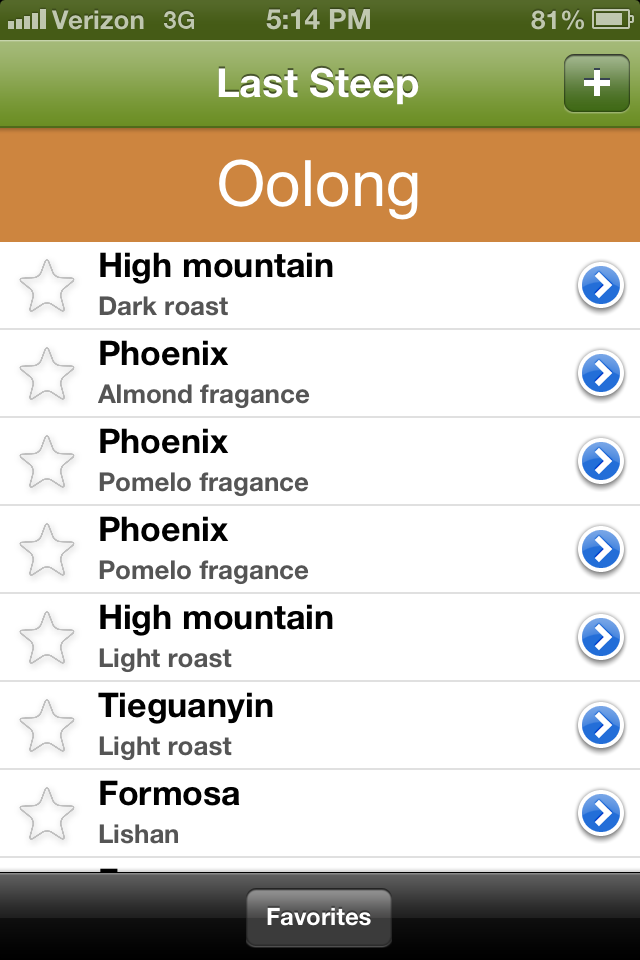 Verizon 3G 5:14 PM 81%
Last Steep +
Oolong
High mountain
Dark roast
Phoenix
Almond fragance
Phoenix
Pomelo fragance
Phoenix
Pomelo fragance
High mountain
Light roast
Tieguanyin
Light roast
Formosa
Lishan
Favorites